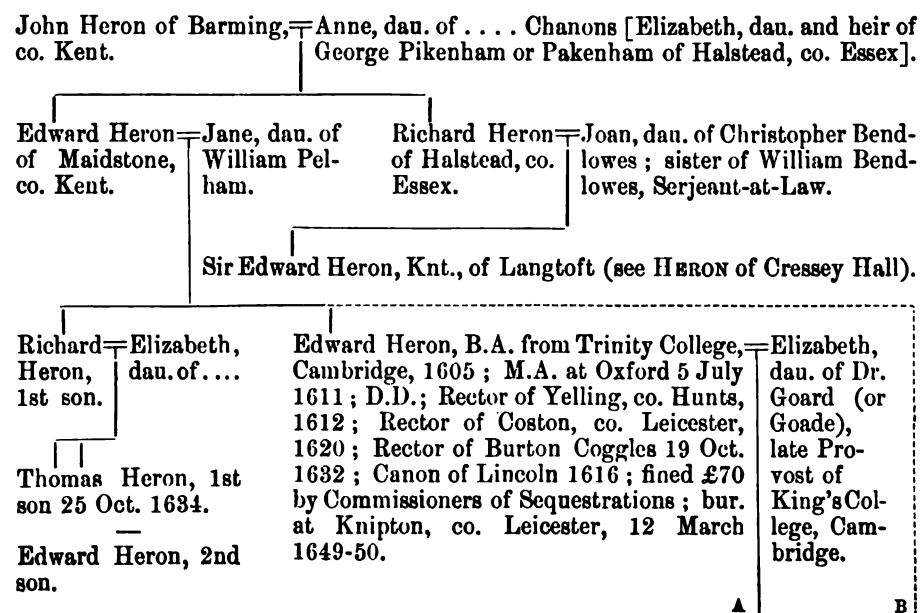 John Heron of Barming,
co. Kent.
Anne, dau. of .... Chanons [Elizabeth, dau. and heir of
George Pikenham or Pakenham of Halstead, co. Essex].
Edward Heron
of Maidstone,
co. Kent.
Jane, dau. of
William Pel-
ham.
Richard Heron
of Halstead, co.
Essex.
Joan, dau. of Christopher Bend-
lowes ; sister of William Bend-
lowes, Serjeant-at-Law.
Sir Edward Heron, Knt., of Langtoft (see HERON of Cressey Hall).
Richard
Heron,
1st son.
Elizabeth,
dau. of ....
Thomas Heron, 1st
son 25 Oct. 1634.
Edward Heron, 2nd
son.
Edward Heron, B.A. from Trinity College,
Cambridge, 1605 ; M.A. at Oxford 5 July
1611 ; D.D.; Rector of Yelling, co. Hunts,
1612 ; Rector of Coston, co. Leicester,
1620 ; Rector of Burton Coggles 19 Oct.
1632 ; Canon of Lincoln 1616 ; fined £70
by Commissioners of Sequestrations ; bur.
at Knipton, co. Leicester, 12 March
1649-50.
Elizabeth,
dau. of Dr.
Goard (or
Goade),
late Pro-
vost of
King's Col-
lege, Cam-
bridge.
A
B